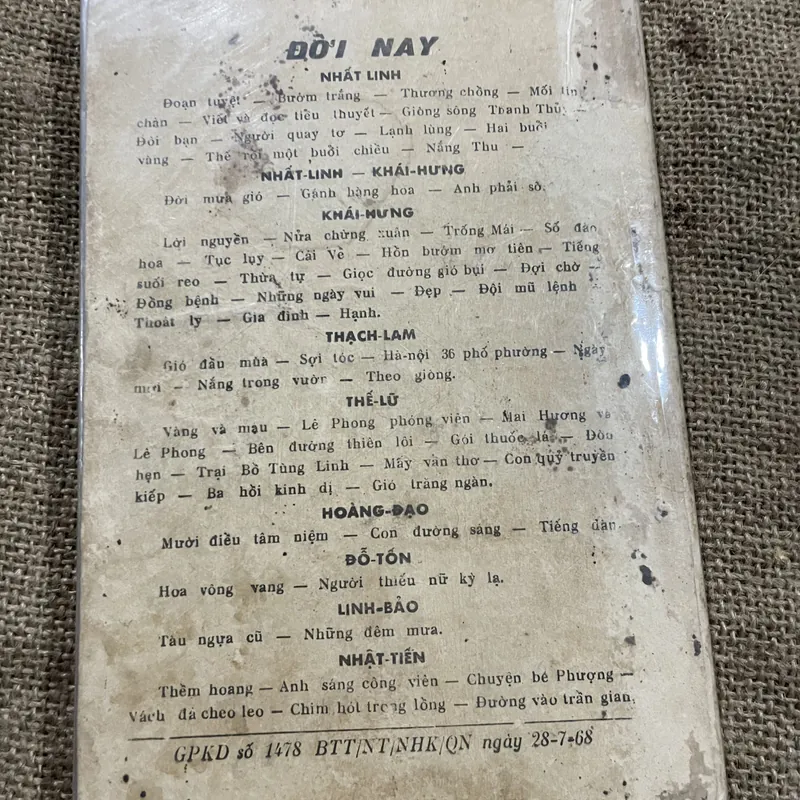 ĐỜI NAY
NHẤT LINH
Đoạn tuyệt — Bướm trắng — Thương chồng — Mối tình
chân — Viết và đọc tiểu thuyết — Giòng sông Thanh Thủy —
Đôi bạn — Người quay tơ — Lạnh lùng — Hai buổi
vàng — Thế rồi một buổi chiều — Nắng Thu —
NHẤT-LINH — KHÁI-HƯNG
Đời mưa gió — Gánh hàng hoa — Anh phải sò.
KHÁI-HƯNG
Lời nguyền — Nửa chừng xuân — Trống Mái — Số đào
hoa — Tục lụy — Cái Ve — Hồn bướm mơ tiên — Tiếng
suối reo — Thừa tự — Giọc đường gió bụi — Đợi chờ —
Đồng bệnh — Những ngày vui — Đẹp — Đội mũ lệnh
Thoát ly — Gia đình — Hạnh.
THẠCH-LAM
Gió đầu mùa — Sợi tóc — Hà-nội 36 phố phường — Ngày
mới — Nắng trong vườn — Theo giòng.
THẾ-LỮ
Vàng và mau — Lê Phong phóng viên — Mai Hương và
Lê Phong — Bên đường thiên lôi — Gói thuốc lá — Đòn
hẹn — Trại Bồ Tùng Linh — Mấy vần thơ — Con quỷ truyền
kiếp — Ba hồi kinh dị — Gió trăng ngàn.
HOÀNG-ĐẠO
Mười điều tâm niệm — Con đường sáng — Tiếng đàn.
ĐỖ-TỐN
Hoa vông vang — Người thiếu nữ kỳ lạ.
LINH-BẢO
Tàu ngựa cũ — Những đêm mưa.
NHẬT-TIẾN
Thềm hoang — Ánh sáng công viên — Chuyện bé Phượng —
Vách đá cheo leo — Chim hót trong lồng — Đường vào trần gian.
GPKD số 1478 BTT/NT/NHK/QN ngày 28-7-68